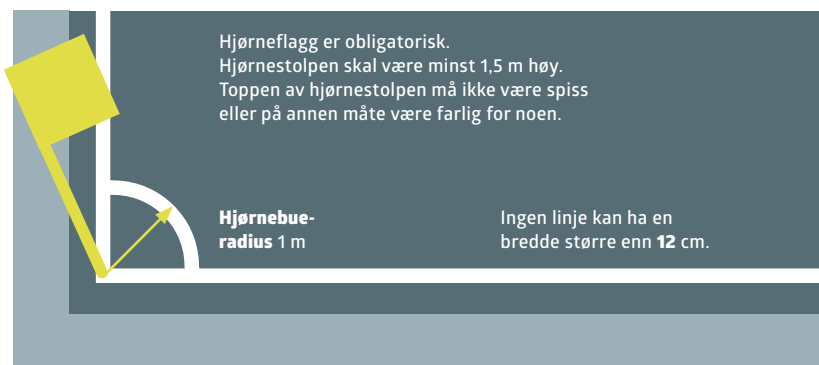 Hjørneflagg er obligatorisk.
Hjørnestolpen skal være minst 1,5 m høy.
Toppen av hjørnestolpen må ikke være spiss
eller på annen måte være farlig for noen.
Hjørnebue-
radius 1 m
Ingen linje kan ha en
bredde større enn 12 cm.